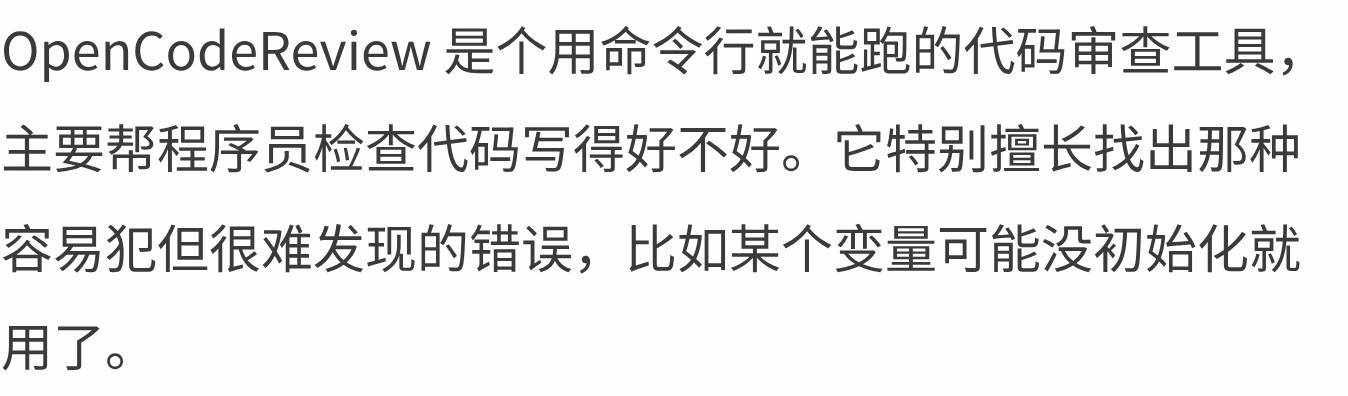 OpenCodeReview 是个用命令行就能跑的代码审查工具，
主要帮程序员检查代码写得好不好。它特别擅长找出那种
容易犯但很难发现的错误，比如某个变量可能没初始化就
用了。